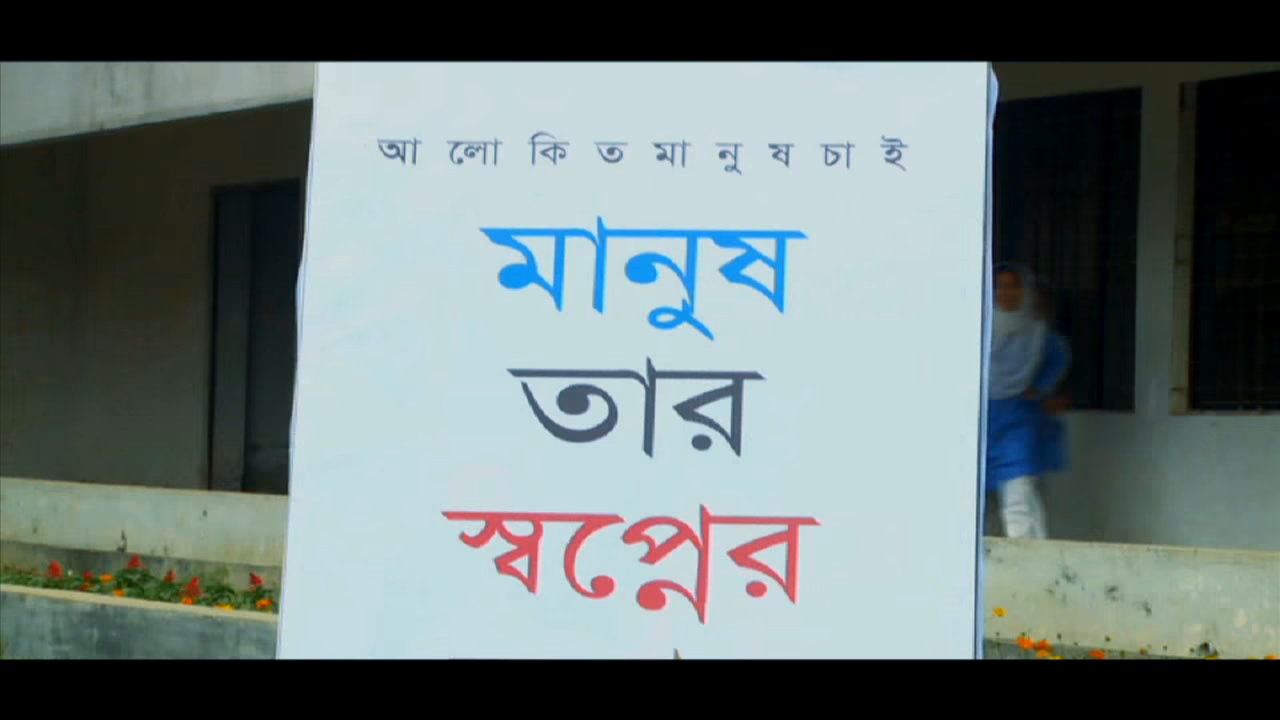 আ লো কি ত মা নু ষ চা ই
মানুষ
তার
স্বপ্নের